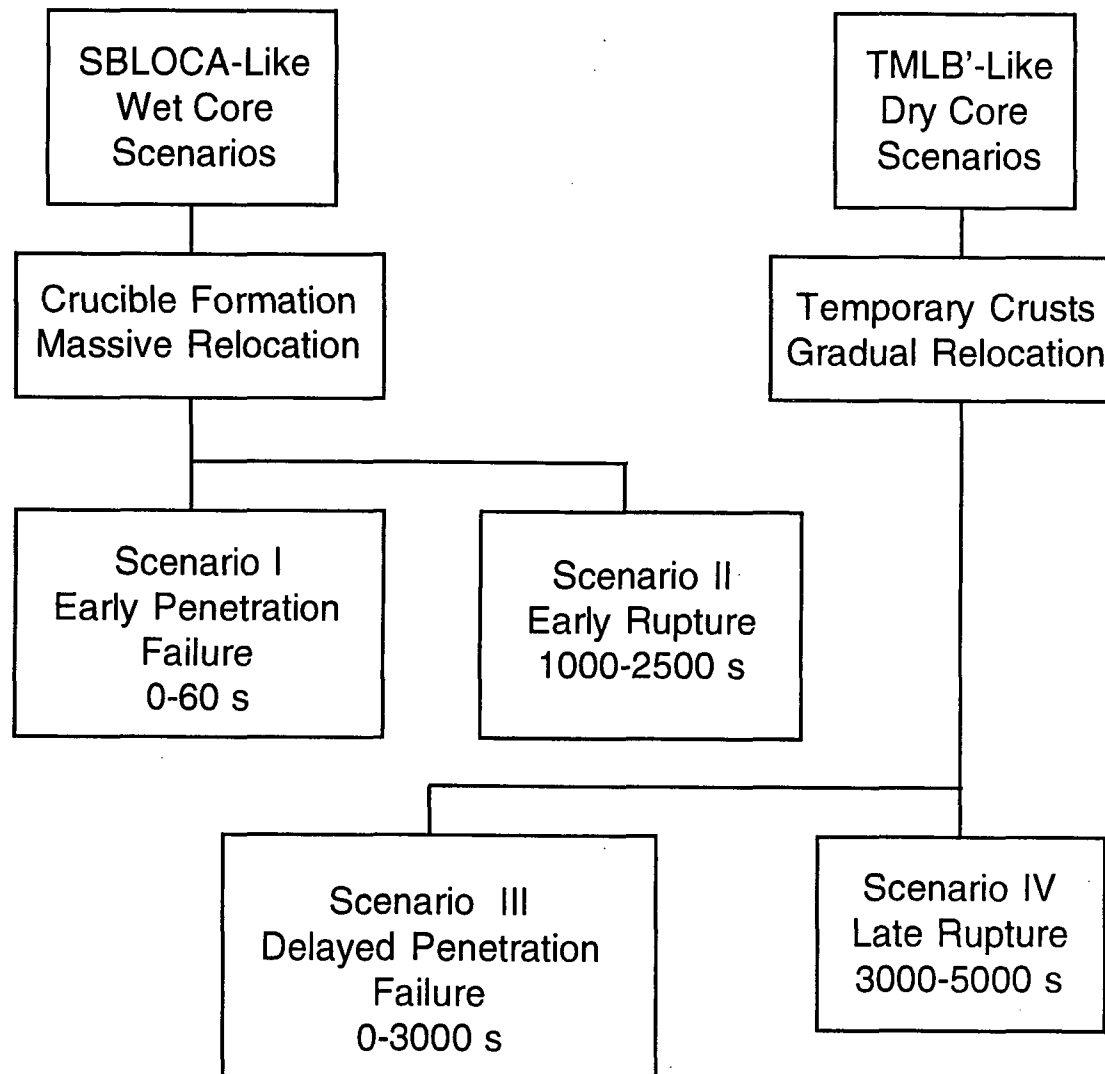 SBLOCA-Like
Wet Core
Scenarios
TMLB'-Like
Dry Core
Scenarios
Crucible Formation
Massive Relocation
Temporary Crusts
Gradual Relocation
Scenario I
Early Penetration
Failure
0-60 s
Scenario II
Early Rupture
1000-2500 s
Scenario III
Delayed Penetration
Failure
0-3000 s
Scenario IV
Late Rupture
3000-5000 s